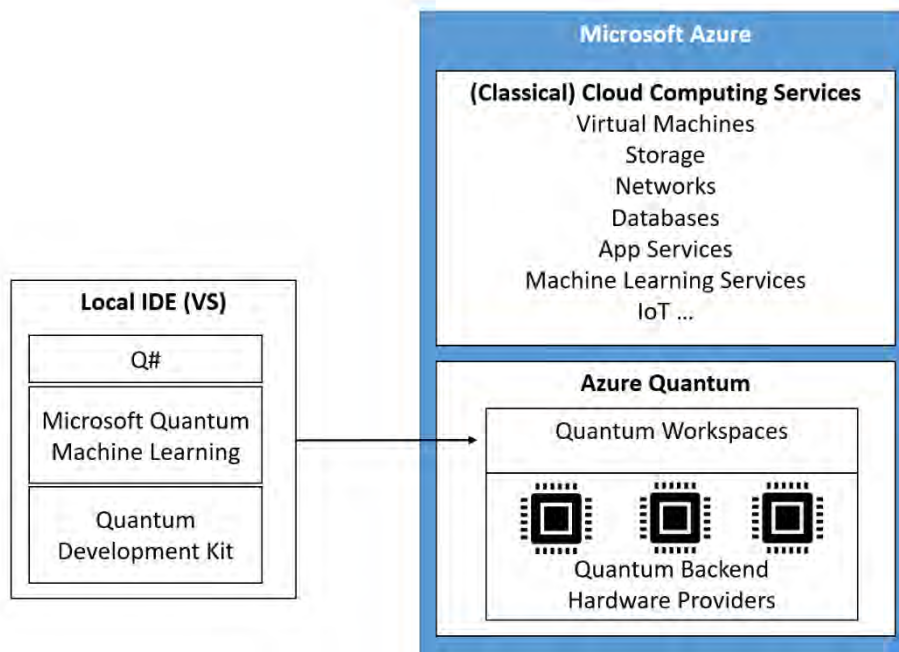 Microsoft Azure
(Classical) Cloud Computing Services
Virtual Machines
Storage
Networks
Databases
App Services
Machine Learning Services
IoT ...
Local IDE (VS)
Q#
Microsoft Quantum
Machine Learning
Quantum
Development Kit
Azure Quantum
Quantum Workspaces
Quantum Backend
Hardware Providers